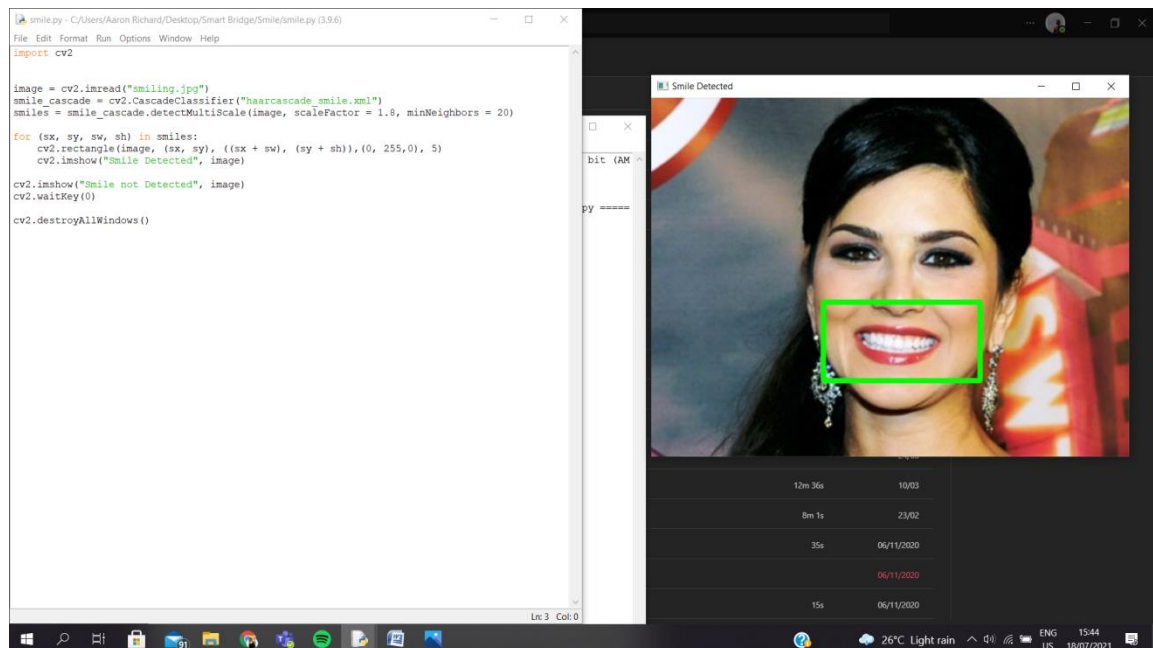 smile.py - C:/Users/Aaron Richard/Desktop/Smart Bridge/Smile/smile.py (3.9.6)
File Edit Format Run Options Window Help
import cv2
image = cv2.imread("smiling.jpg")
smile_cascade = cv2.CascadeClassifier("haarcascade_smile.xml")
smiles = smile_cascade.detectMultiScale(image, scaleFactor = 1.8, minNeighbors = 20)
for (sx, sy, sw, sh) in smiles:
    cv2.rectangle(image, (sx, sy), ((sx + sw), (sy + sh)),(0, 255,0), 5)
    cv2.imshow("Smile Detected", image)
cv2.imshow("Smile not Detected", image)
cv2.waitKey(0)
cv2.destroyAllWindows()
Ln: 3 Col: 0
bit (AM
py =====
Smile Detected
SW
12m 36s 10/03
8m 1s 23/02
35s 06/11/2020
06/11/2020
15s 06/11/2020
91
26°C Light rain
ENG
US
15:44
18/07/2021